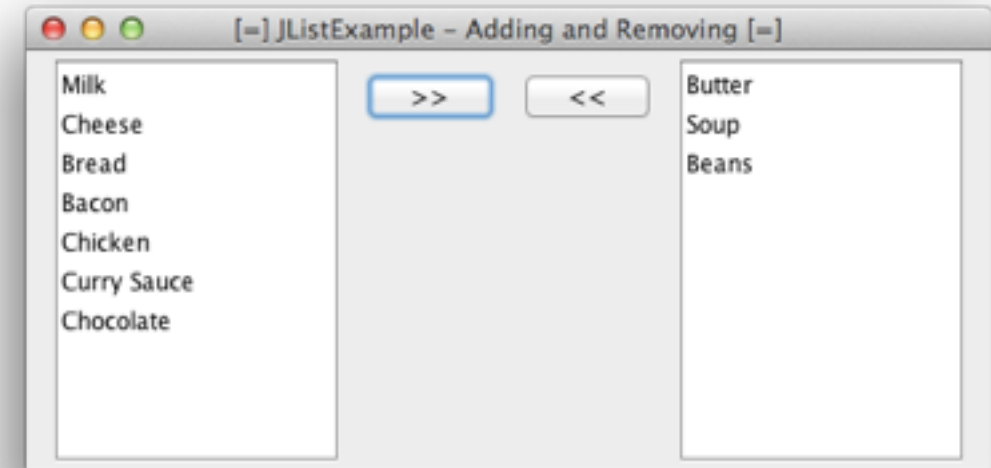 [=] JListExample – Adding and Removing [=]
Milk
Cheese
Bread
Bacon
Chicken
Curry Sauce
Chocolate
>>
<<
Butter
Soup
Beans